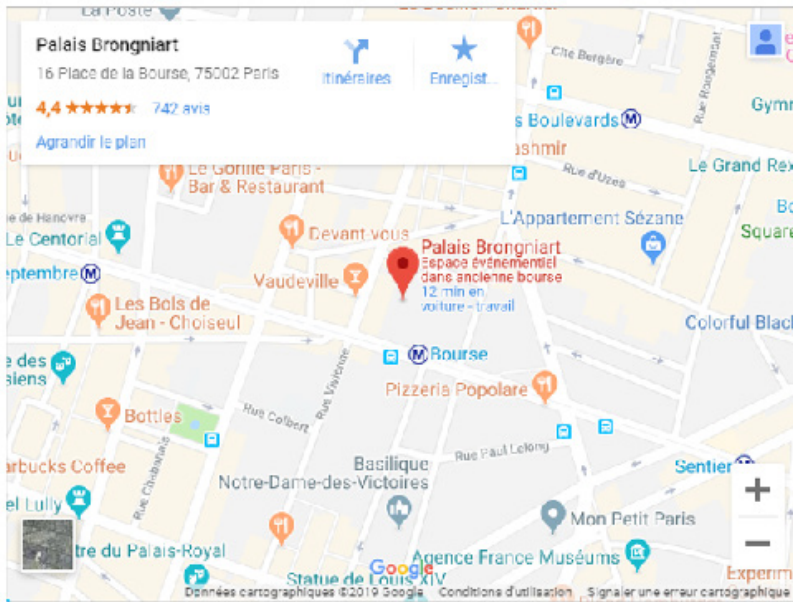 La Poste
Palais Brongniart
16 Place de la Bourse, 75002 Paris
4,4
742 avis
Agrandir le plan
Itinéraires
Enregist...
Cité Bergère
Rue Rougemont
s Boulevards
ashmir
Gymn
Rue d'Uzès
Le Grand Rex
Le Gorille Paris -
Bar & Restaurant
L'Appartement Sézane
Square
e de Hanovre
Le Centorial
Devant-vous
Palais Brongniart
Espace événementiel
dans ancienne bourse
12 min en
voiture - travail
eptembre
Vaudeville
Les Bols de
Jean - Choiseul
Colorful Black
Bourse
e des
siens
Pizzeria Popolare
Rue Vivienne
Bottles
Rue Colbert
Rue Chabanais
Rue Paul Lelong
arbucks Coffee
Basilique
Notre-Dame-des-Victoires
Sentier
el Lully
Mon Petit Paris
tre du Palais-Royal
Agence France Muséums
Google
Statue de Louis XIV
Experim
Données cartographiques ©2019 Google
Conditions d'utilisation
Signaler une erreur cartographique